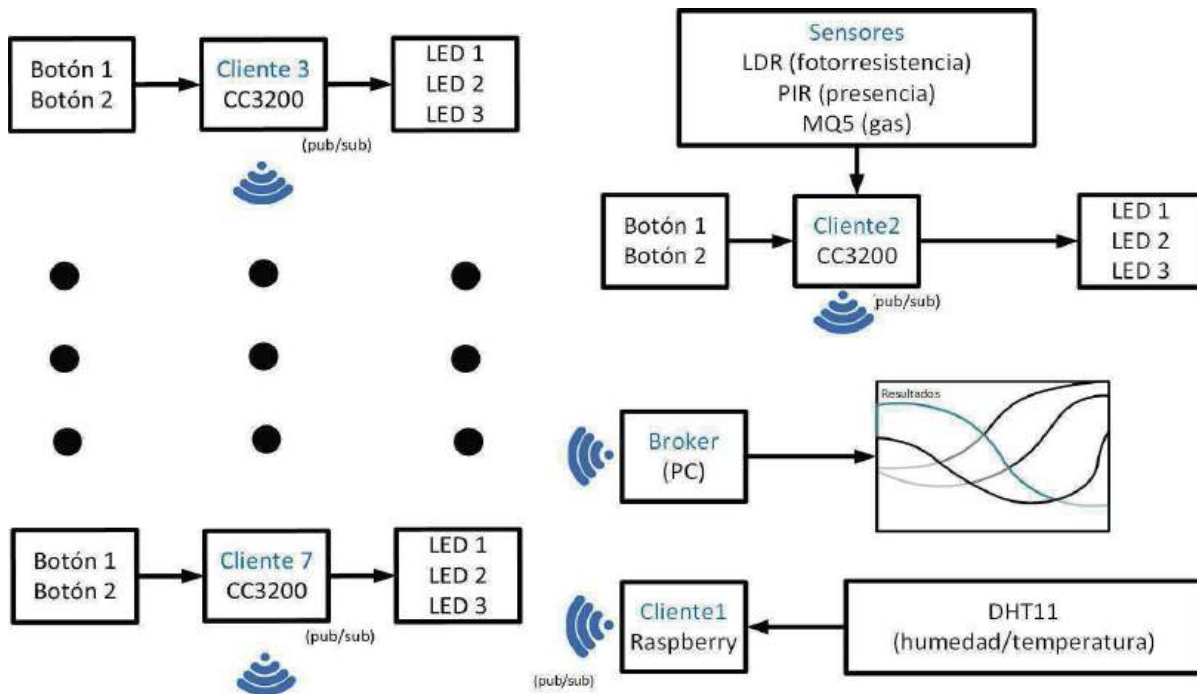 Botón 1
Botón 2
Cliente 3
CC3200
(pub/sub)
LED 1
LED 2
LED 3
Sensores
LDR (fotorresistencia)
PIR (presencia)
MQ5 (gas)
Botón 1
Botón 2
Cliente2
CC3200
(pub/sub)
LED 1
LED 2
LED 3
Broker
(PC)
Resultados
Botón 1
Botón 2
Cliente 7
CC3200
(pub/sub)
LED 1
LED 2
LED 3
Cliente1
Raspberry
(pub/sub)
DHT11
(humedad/temperatura)